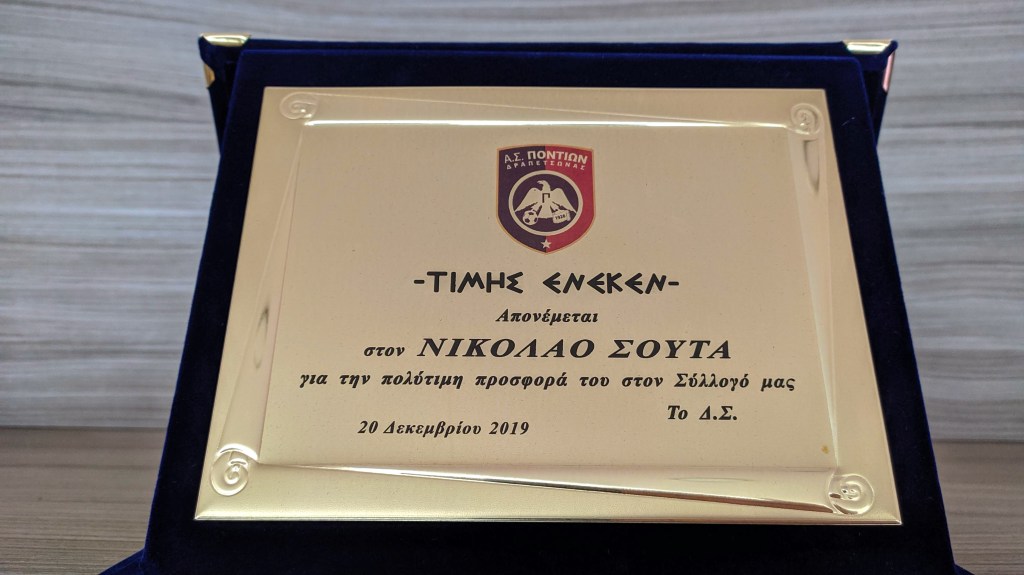 Α.Σ. ΠΟΝΤΙΩΝ
ΔΡΑΠΕΤΣΩΝΑΣ
-ΤΙΜΗΣ ΕΝΕΚΕΝ-
Απονέμεται
στον ΝΙΚΟΛΑΟ ΣΟΥΤΑ
για την πολύτιμη προσφορά του στον Σύλλογό μας
Το Δ.Σ.
20 Δεκεμβρίου 2019